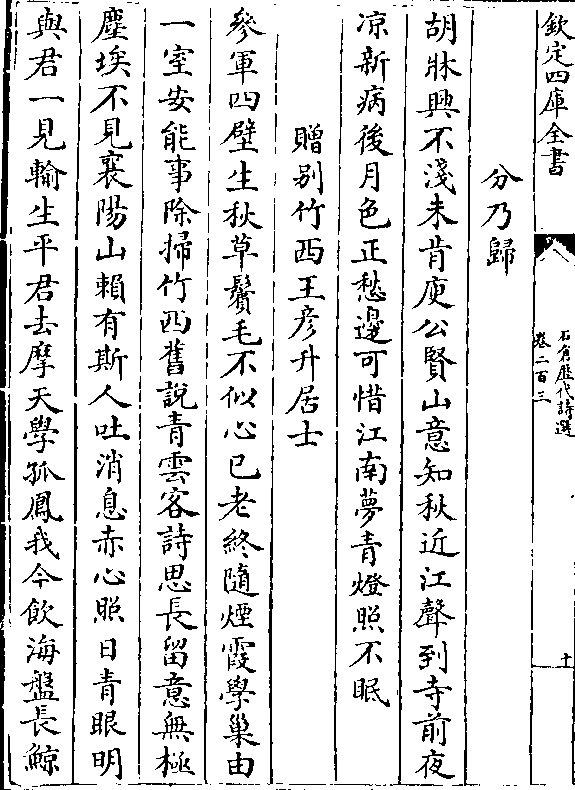 欽定四庫全書
石倉歷代詩選
卷二百三
十
分乃歸
胡牀興不淺未肯庾公賢山意知秋近江聲到寺前夜
凉新病後月色正愁邊可惜江南夢青燈照不眠
贈别竹西王彦升居士
參軍四壁生秋草鬢毛不似心已老終隨煙霞學巢由
一室安能事除掃竹西舊說青雲客詩思長留意無極
塵埃不見襄陽山賴有斯人吐消息赤心照日青眼明
與君一見輸生平君去摩天學孤鳳我今飲海盤長鯨